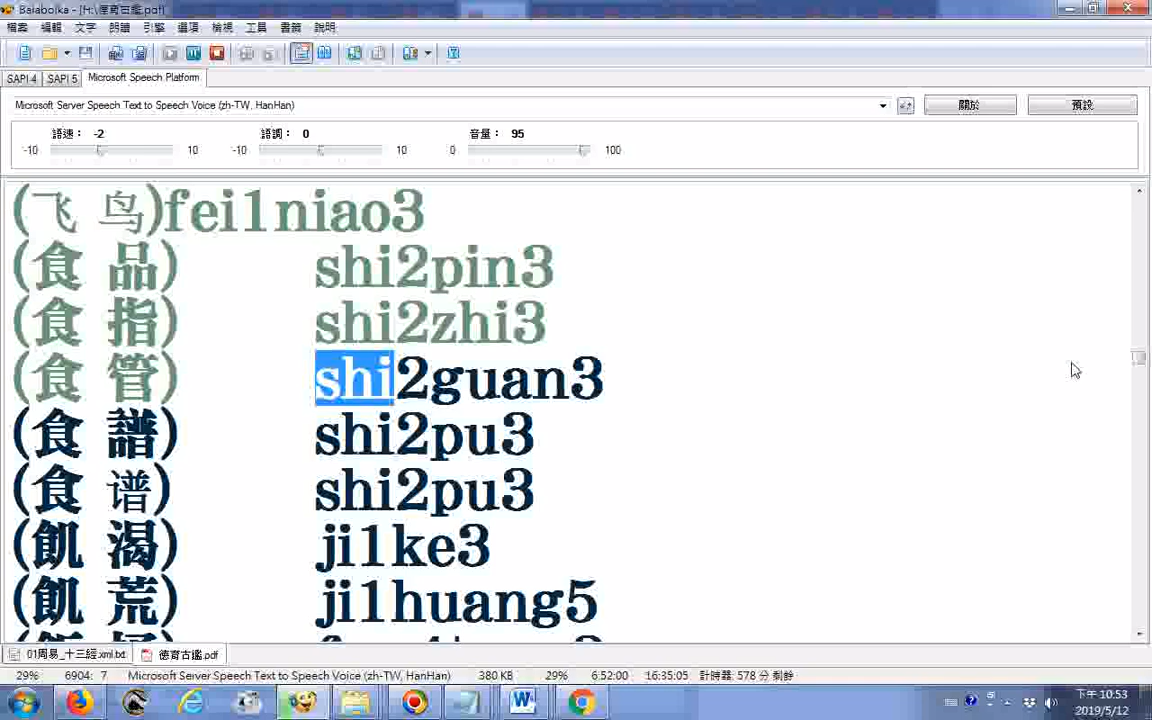 Balabolka - [H:\德育古鑑.pdf]
檔案 編輯 文字 朗讀 引擎 選項 檢視 工具 書籤 說明
SAPI 4 SAPI 5 Microsoft Speech Platform
Microsoft Server Speech Text to Speech Voice (zh-TW, HanHan) 關於 預設
語速： -2 語調： 0 音量： 95
-10 10 -10 10 0 100
(飞 鸟)fei1niao3
(食 品) shi2pin3
(食 指) shi2zhi3
(食 管) shi2guan3
(食 譜) shi2pu3
(食 谱) shi2pu3
(飢 渴) ji1ke3
(飢 荒) ji1huang5
01周易_十三經.xml.txt 德育古鑑.pdf
29% 6904: 7 Microsoft Server Speech Text to Speech Voice (zh-TW, HanHan) 380 KB 29% 6:52:00 16:35:05 計時器: 578 分 剩餘
下午 10:53
2019/5/12